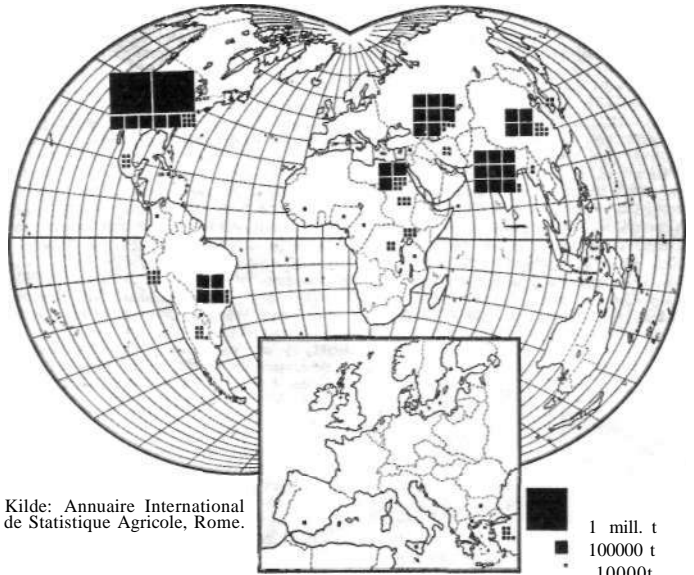 Kilde: Annuaire International
de Statistique Agricole, Rome.
1 mill. t
100000 t
10000t